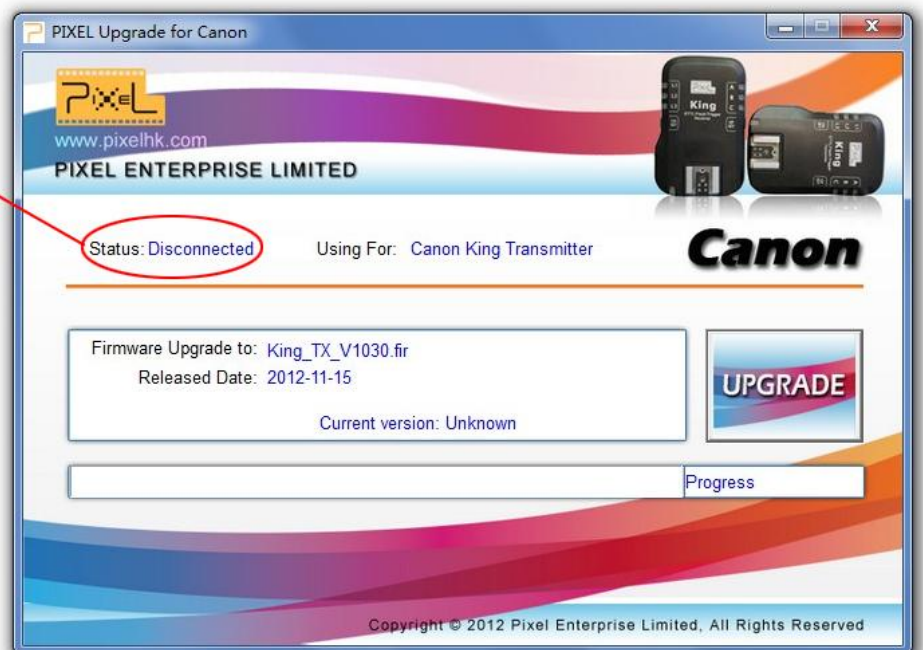 PIXEL Upgrade for Canon
PixeL
www.pixelhk.com
PIXEL ENTERPRISE LIMITED
King
King
Status: Disconnected Using For: Canon King Transmitter
Canon
Firmware Upgrade to: King_TX_V1030.fir
Released Date: 2012-11-15
Current version: Unknown
UPGRADE
Progress
Copyright © 2012 Pixel Enterprise Limited, All Rights Reserved